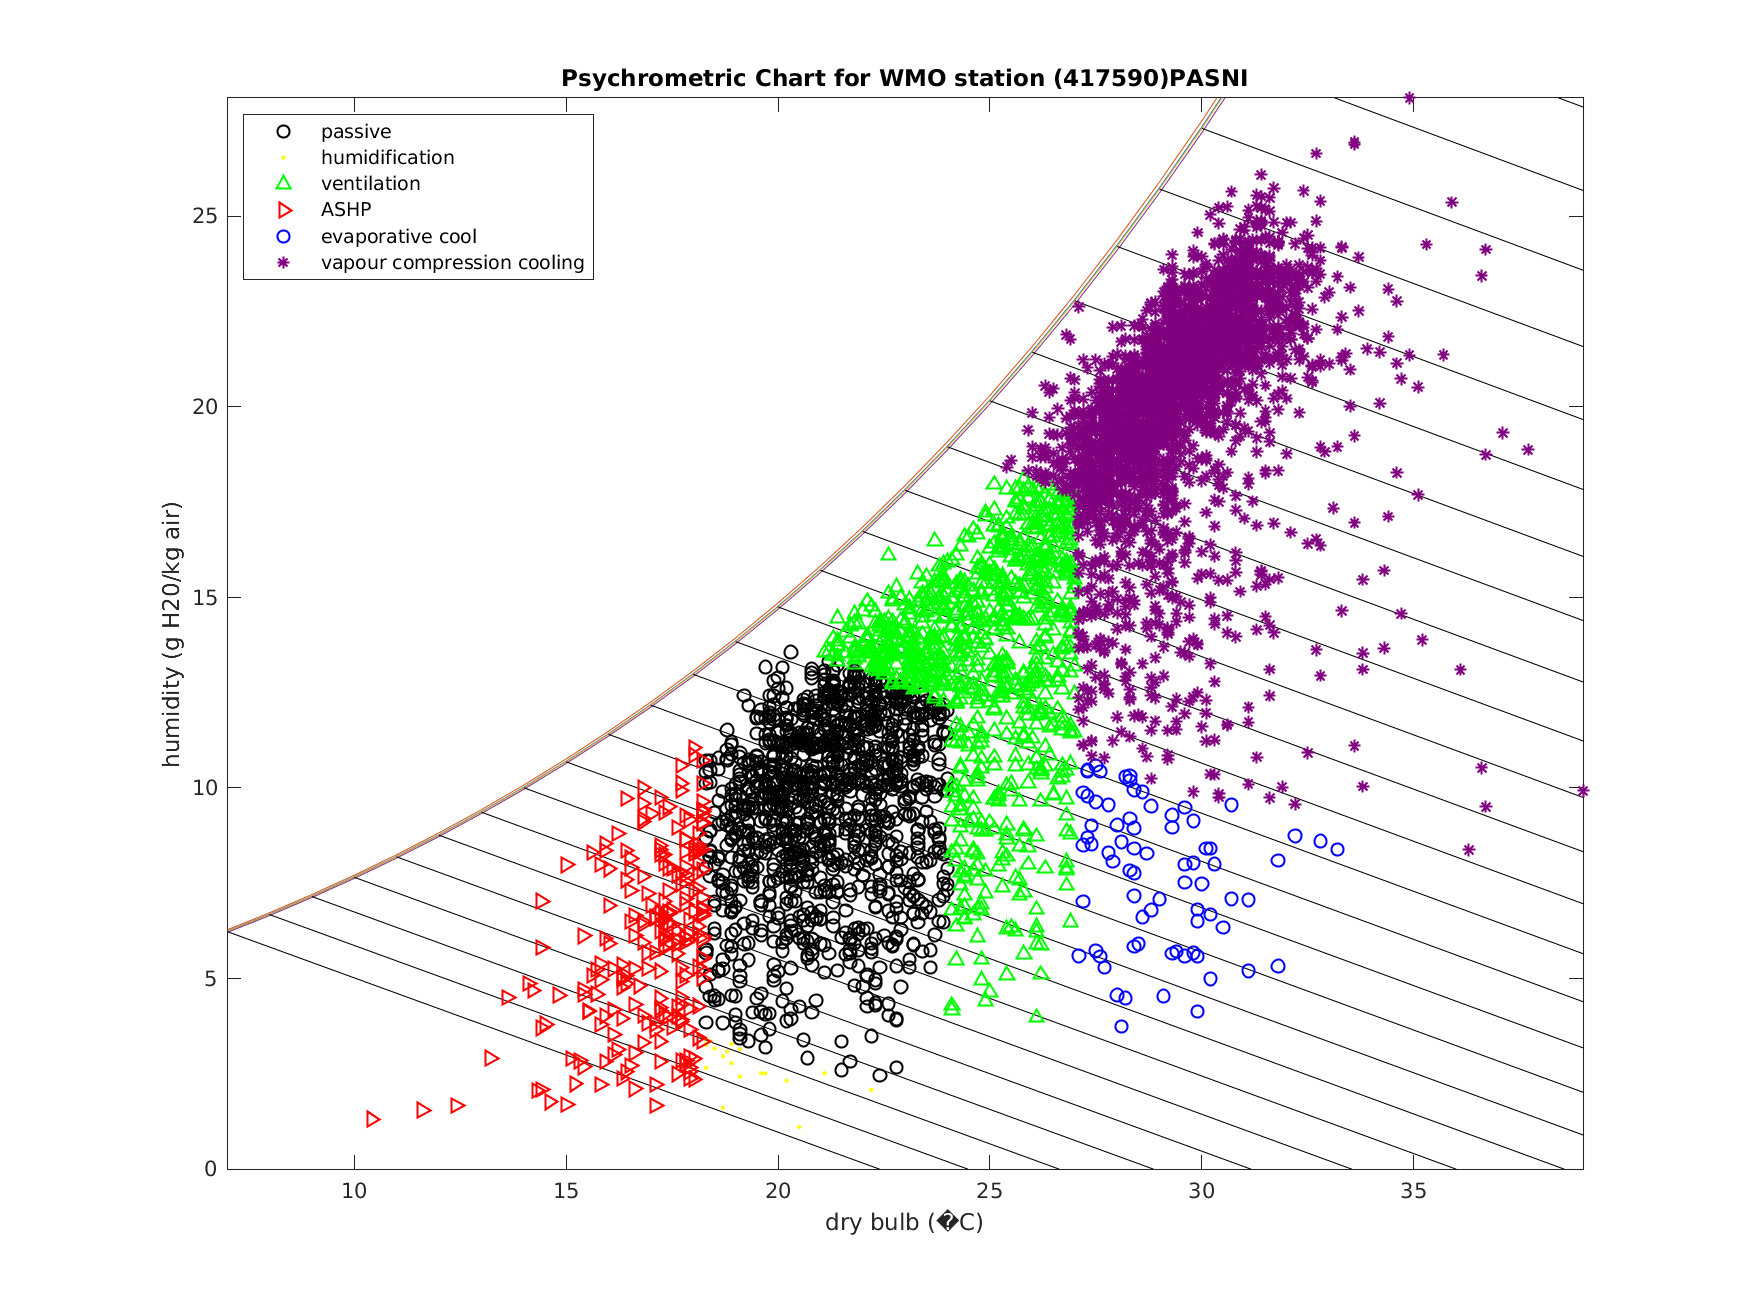 Psychrometric Chart for WMO station (417590)PASNI
passive
humidification
ventilation
ASHP
evaporative cool
vapour compression cooling
humidity (g H20/kg air)
25
20
15
10
5
0
10 15 20 25 30 35
dry bulb (�C)